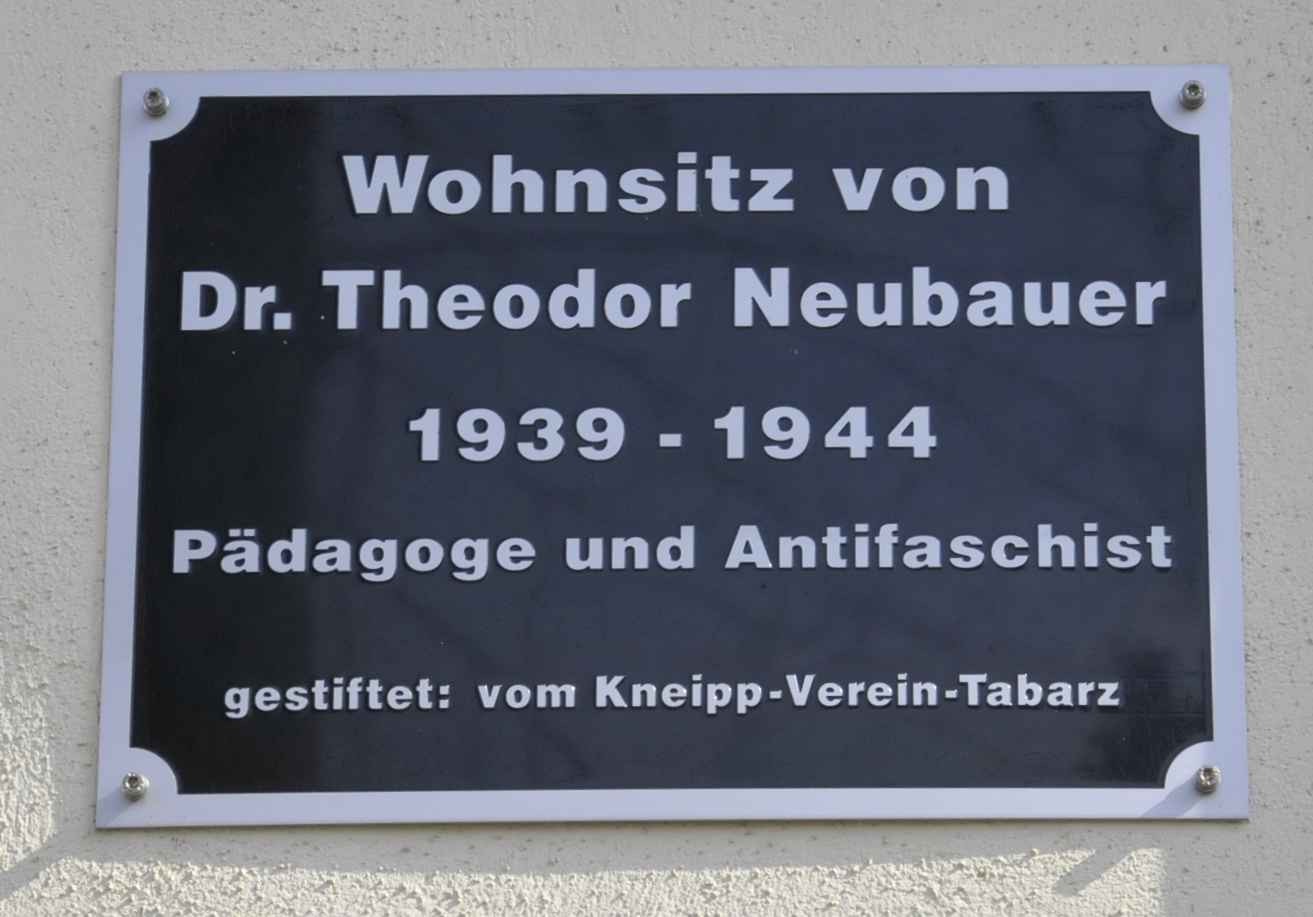 Wohnsitz von
Dr. Theodor Neubauer
1939 - 1944
Pädagoge und Antifaschist
gestiftet: vom Kneipp-Verein-Tabarz